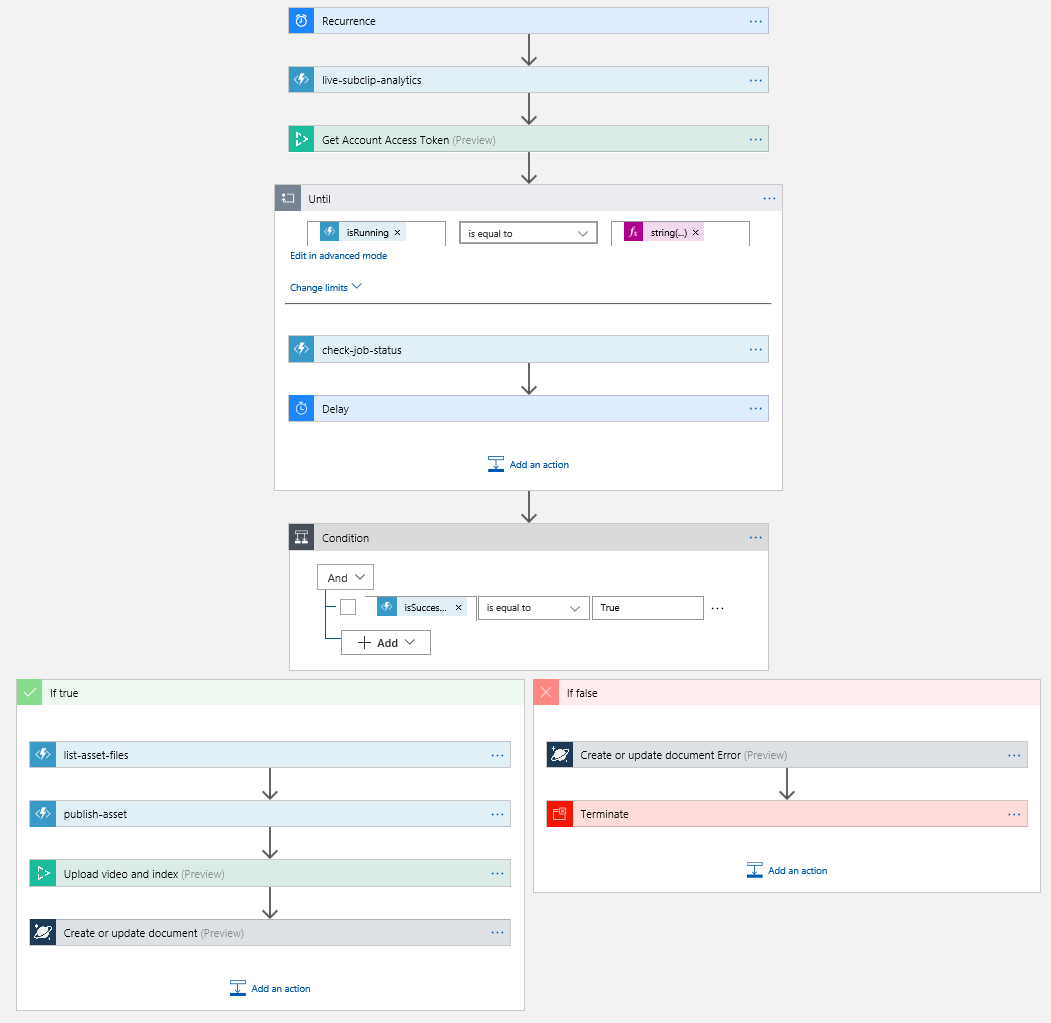 Recurrence
live-subclip-analytics
Get Account Access Token (Preview)
Until
isRunning × is equal to fx string(...) ×
Edit in advanced mode
Change limits
check-job-status
Delay
Add an action
Condition
And
isSucces... × is equal to True
Add
If true
list-asset-files
publish-asset
Upload video and index (Preview)
Create or update document (Preview)
Add an action
If false
Create or update document Error (Preview)
Terminate
Add an action